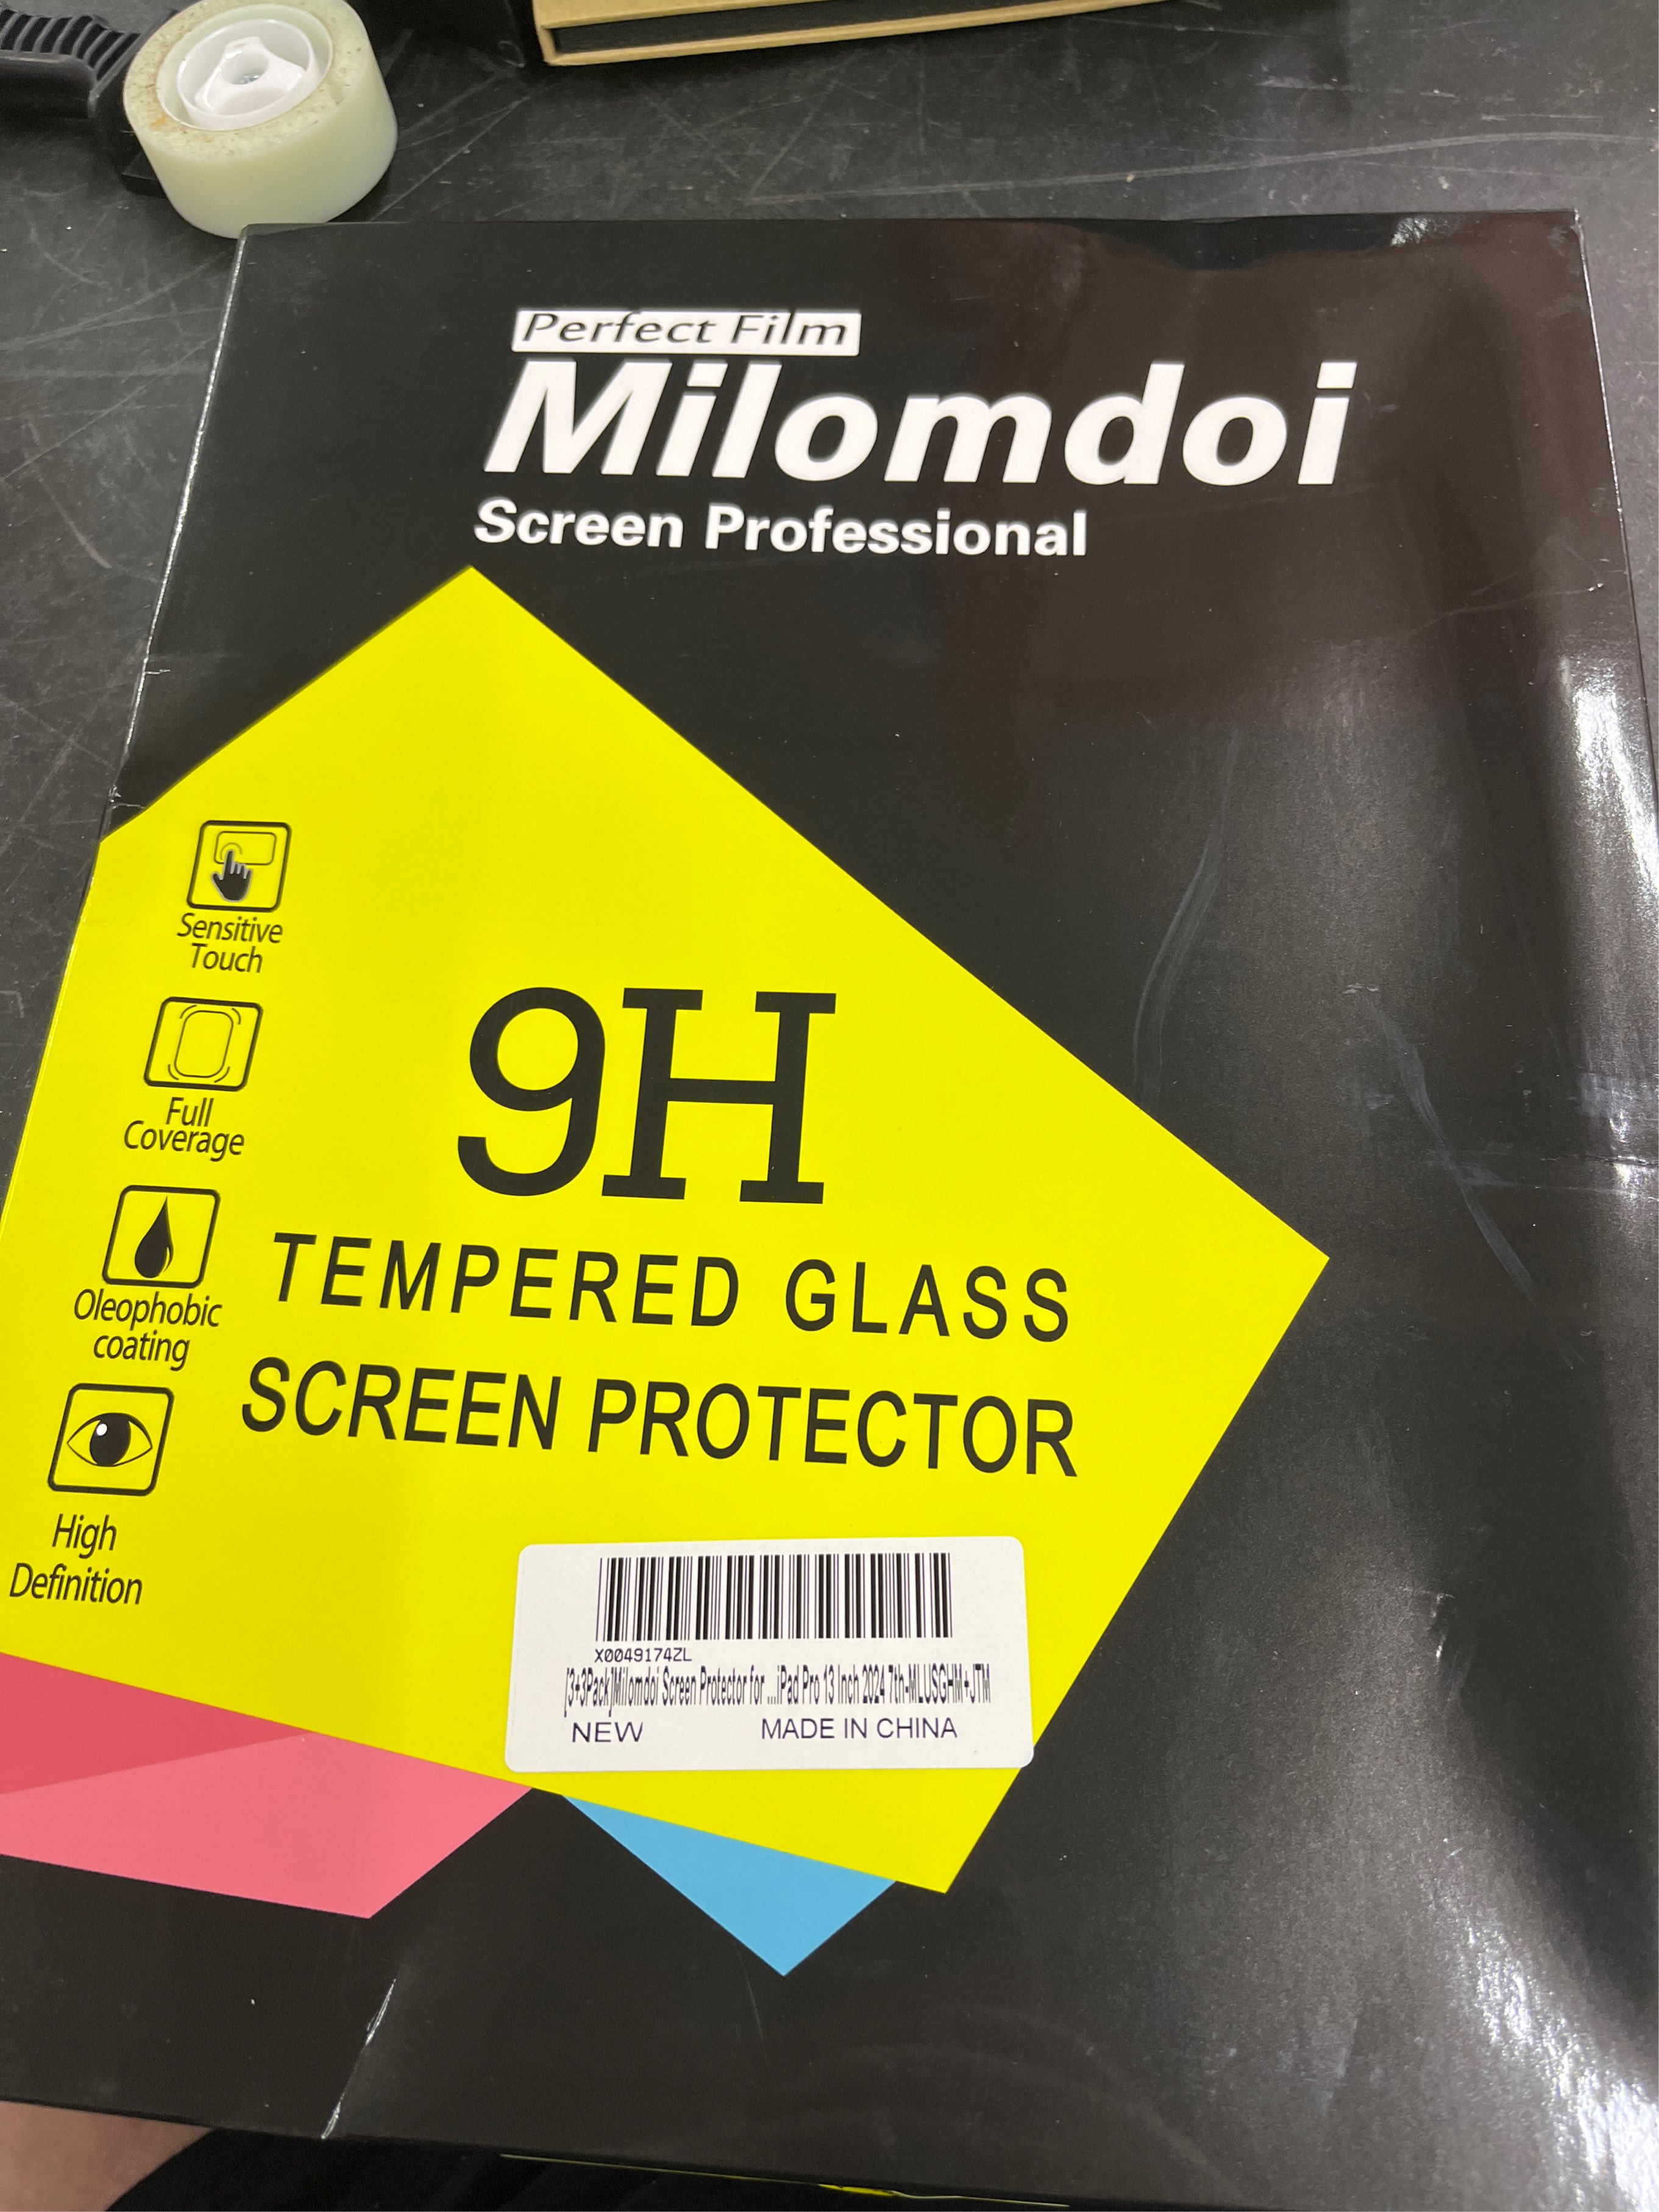 Perfect Film
Milomdoi
Screen Professional
Sensitive
Touch
Full
Coverage
Oleophobic
coating
High
Definition
9H
TEMPERED GLASS
SCREEN PROTECTOR
X0049174ZL
[3+3Pack]Milomdoi Screen Protector for ...iPad Pro 13 Inch 2024 7th-MLUSGHM+JTM
NEW MADE IN CHINA